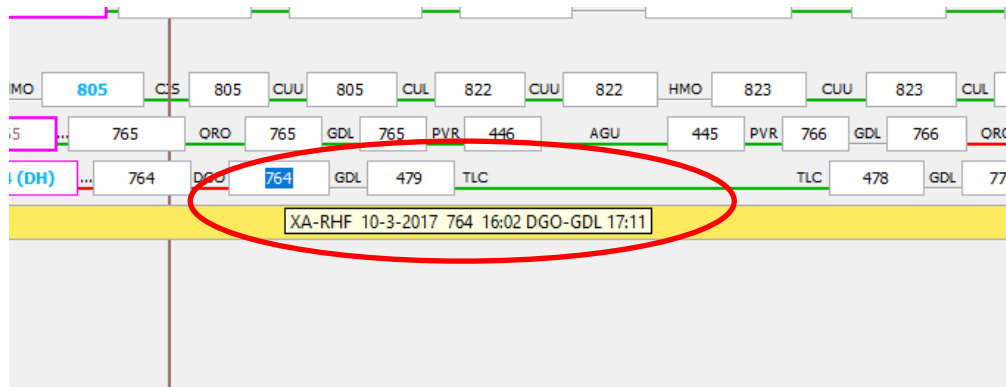 805 CJS 805 CUU 805 CUL 822 CUU 822 HMO 823 CUU 823 CUL
... 765 QRO 765 GDL 765 PVR 446 AGU 445 PVR 766 GDL 766
(DH) ... 764 DGO 764 GDL 479 TLC TLC 478 GDL
XA-RHF 10-3-2017 764 16:02 DGO-GDL 17:11